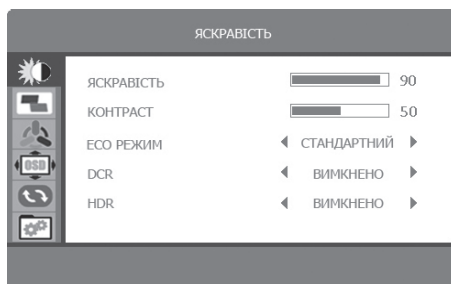 ЯСКРАВІСТЬ
ЯСКРАВІСТЬ 90
КОНТРАСТ 50
ECO РЕЖИМ СТАНДАРТНИЙ
DCR ВИМКНЕНО
HDR ВИМКНЕНО
OSD